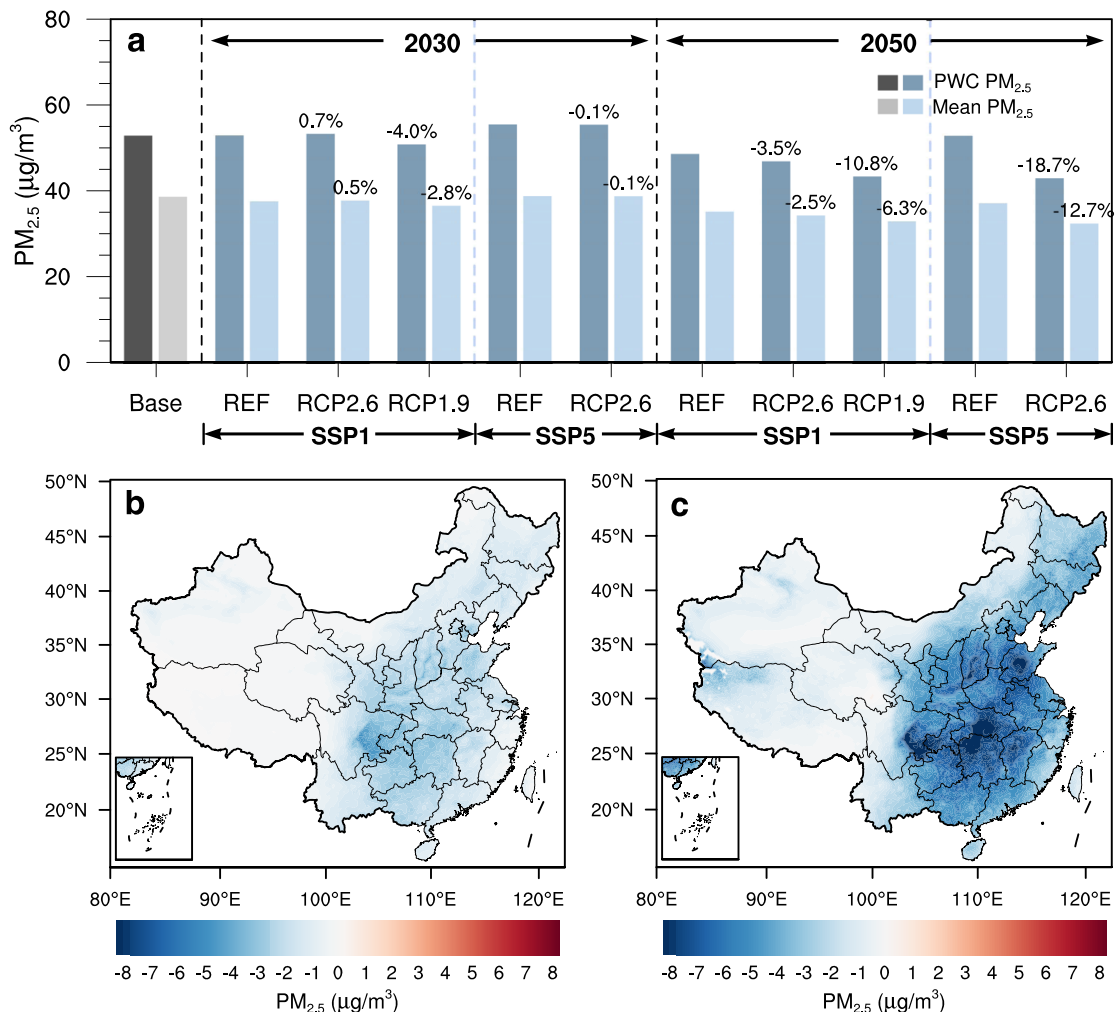 a
2030
2050
PM2.5 (μg/m³)
80
60
40
20
0
PWC PM2.5
Mean PM2.5
0.7%
0.5%
-4.0%
-2.8%
-0.1%
-0.1%
-3.5%
-2.5%
-10.8%
-6.3%
-18.7%
-12.7%
Base REF RCP2.6 RCP1.9 REF RCP2.6 REF RCP2.6 RCP1.9 REF RCP2.6
SSP1 SSP5 SSP1 SSP5
b
50°N
45°N
40°N
35°N
30°N
25°N
20°N
80°E 90°E 100°E 110°E 120°E
-8 -7 -6 -5 -4 -3 -2 -1 0 1 2 3 4 5 6 7 8
PM2.5 (μg/m³)
c
50°N
45°N
40°N
35°N
30°N
25°N
20°N
80°E 90°E 100°E 110°E 120°E
-8 -7 -6 -5 -4 -3 -2 -1 0 1 2 3 4 5 6 7 8
PM2.5 (μg/m³)